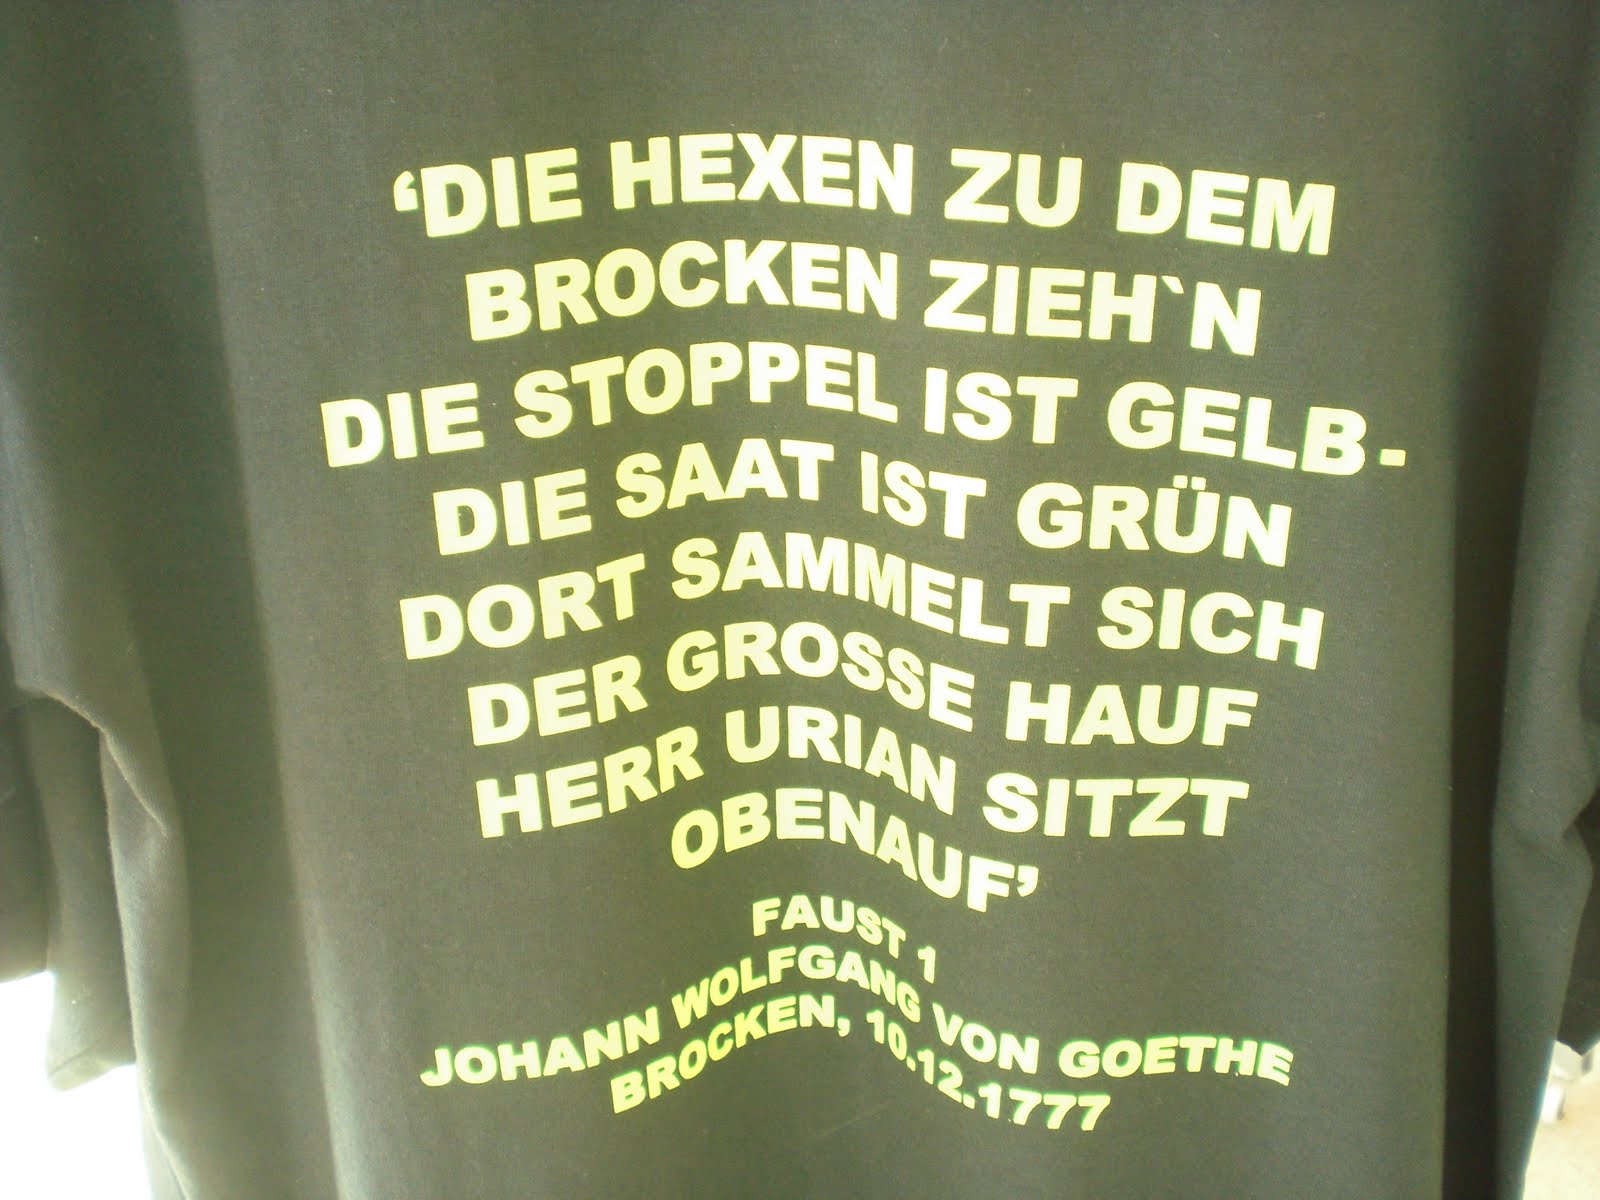 ‘DIE HEXEN ZU DEM
BROCKEN ZIEH`N
DIE STOPPEL IST GELB-
DIE SAAT IST GRÜN
DORT SAMMELT SICH
DER GROSSE HAUF
HERR URIAN SITZT
OBENAUF’
FAUST 1
JOHANN WOLFGANG VON GOETHE
BROCKEN, 10.12.1777